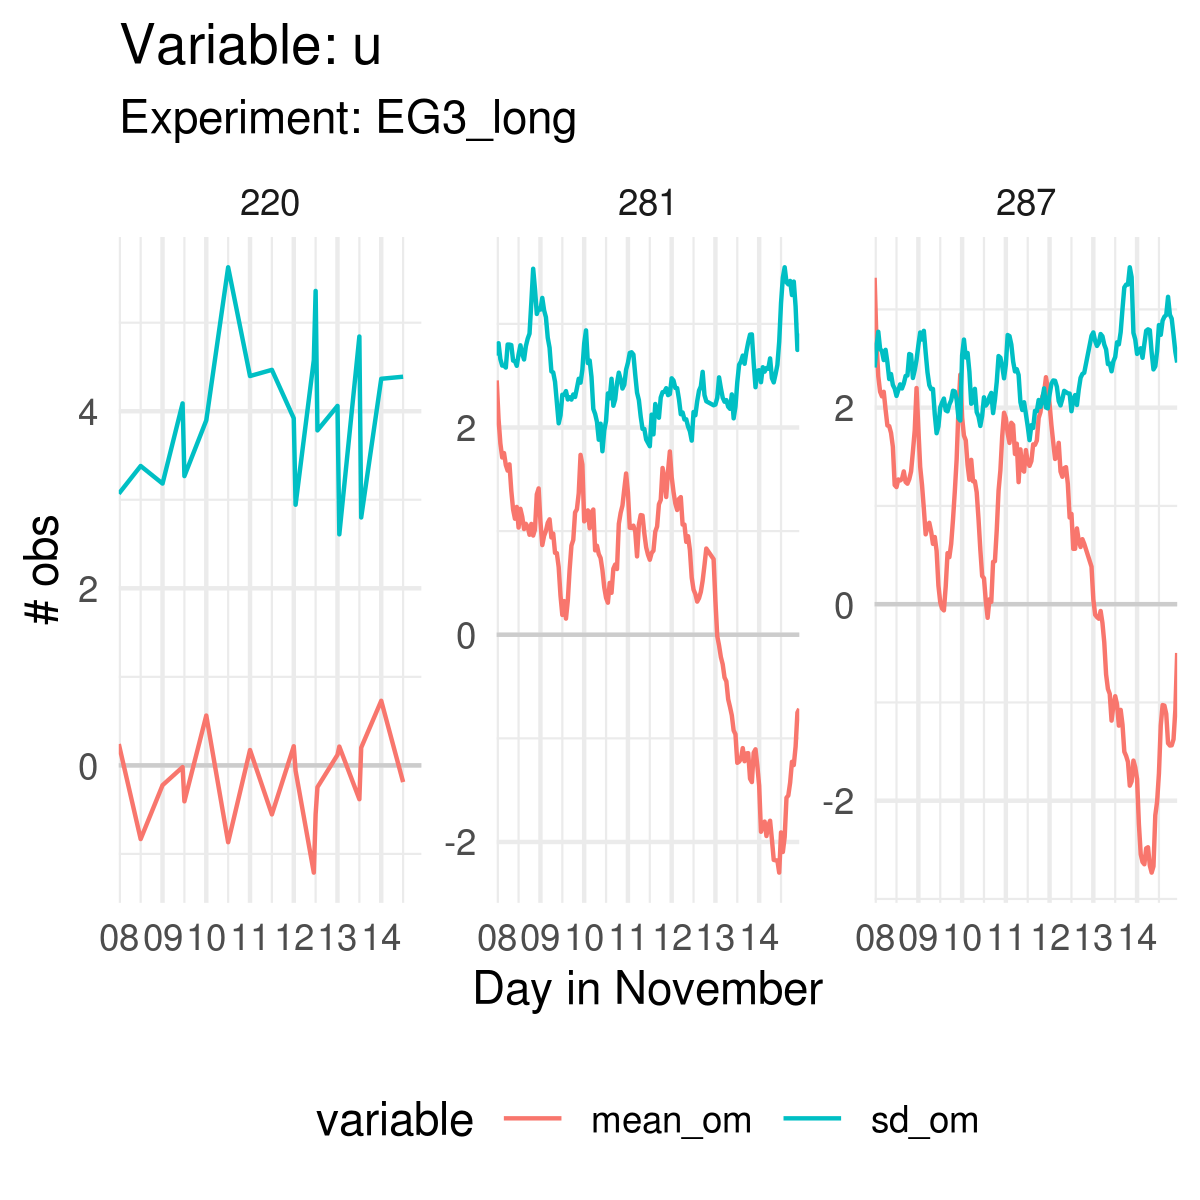 Variable: u
Experiment: EG3_long
220 281 287
# obs
4
2
0
2
0
-2
2
0
-2
08 09 10 11 12 13 14 08 09 10 11 12 13 14 08 09 10 11 12 13 14
Day in November
variable mean_om sd_om